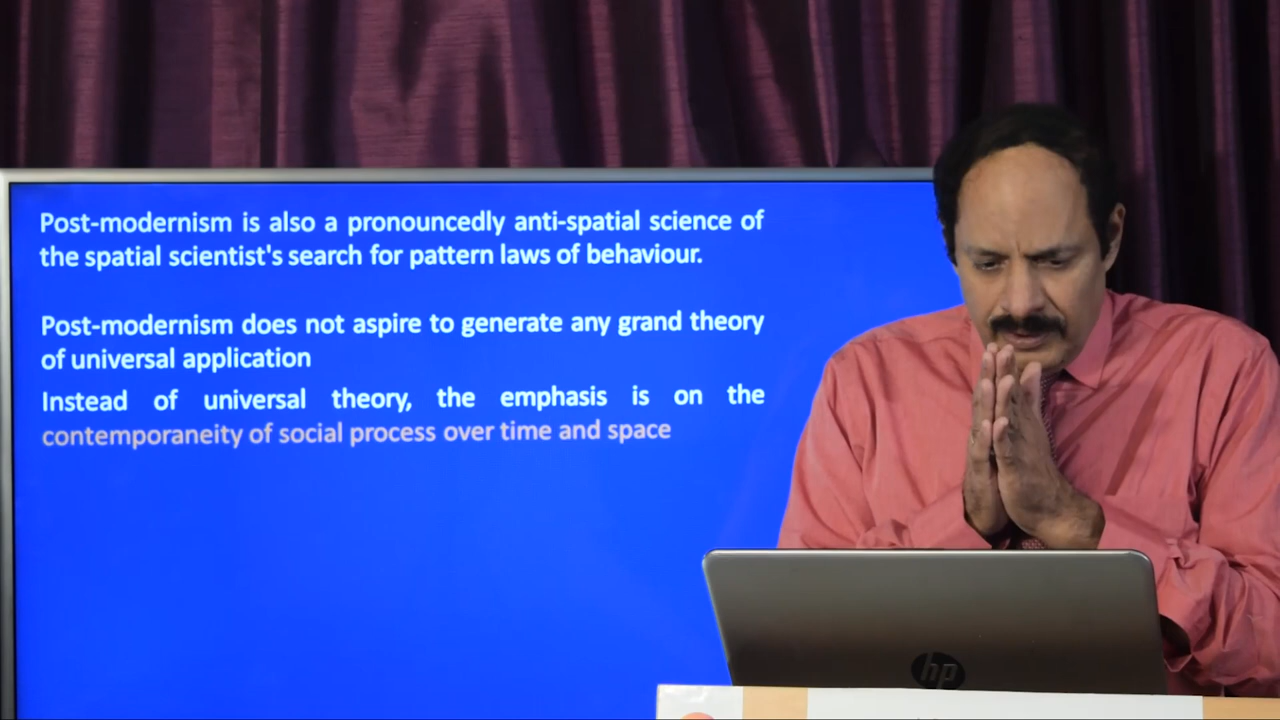 Post-modernism is also a pronouncedly anti-spatial science of
the spatial scientist's search for pattern laws of behaviour.
Post-modernism does not aspire to generate any grand theory
of universal application
Instead of universal theory, the emphasis is on the
contemporaneity of social process over time and space
hp